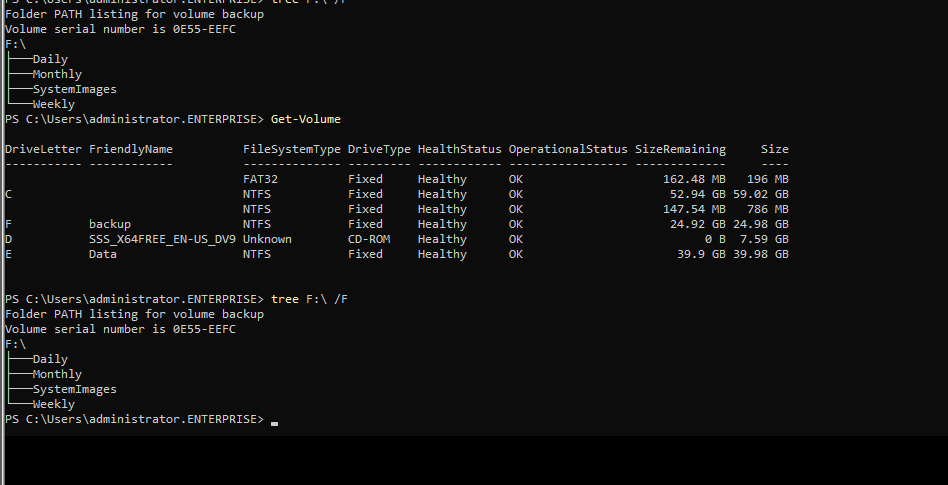 PS C:\Users\administrator.ENTERPRISE> tree F:\ /F
Folder PATH listing for volume backup
Volume serial number is 0E55-EEFC
F:\
├───Daily
├───Monthly
├───SystemImages
└───Weekly
PS C:\Users\administrator.ENTERPRISE> Get-Volume

DriveLetter FriendlyName          FileSystemType DriveType HealthStatus OperationalStatus SizeRemaining     Size
----------- ------------          -------------- --------- ------------ ----------------- -------------     ----
                                  FAT32          Fixed     Healthy      OK                    162.48 MB   196 MB
C                                 NTFS           Fixed     Healthy      OK                     52.94 GB 59.02 GB
                                  NTFS           Fixed     Healthy      OK                    147.54 MB   786 MB
F           backup                NTFS           Fixed     Healthy      OK                     24.92 GB 24.98 GB
D           SSS_X64FREE_EN-US_DV9 Unknown        CD-ROM    Healthy      OK                          0 B  7.59 GB
E           Data                  NTFS           Fixed     Healthy      OK                      39.9 GB 39.98 GB

PS C:\Users\administrator.ENTERPRISE> tree F:\ /F
Folder PATH listing for volume backup
Volume serial number is 0E55-EEFC
F:\
├───Daily
├───Monthly
├───SystemImages
└───Weekly
PS C:\Users\administrator.ENTERPRISE>